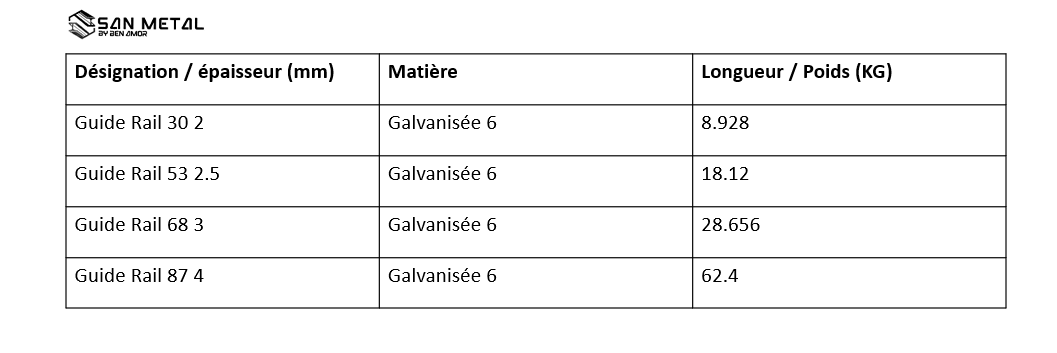 SAN METAL
BY BEN AMOR
Désignation / épaisseur (mm) Matière Longueur / Poids (KG)
Guide Rail 30 2 Galvanisée 6 8.928
Guide Rail 53 2.5 Galvanisée 6 18.12
Guide Rail 68 3 Galvanisée 6 28.656
Guide Rail 87 4 Galvanisée 6 62.4